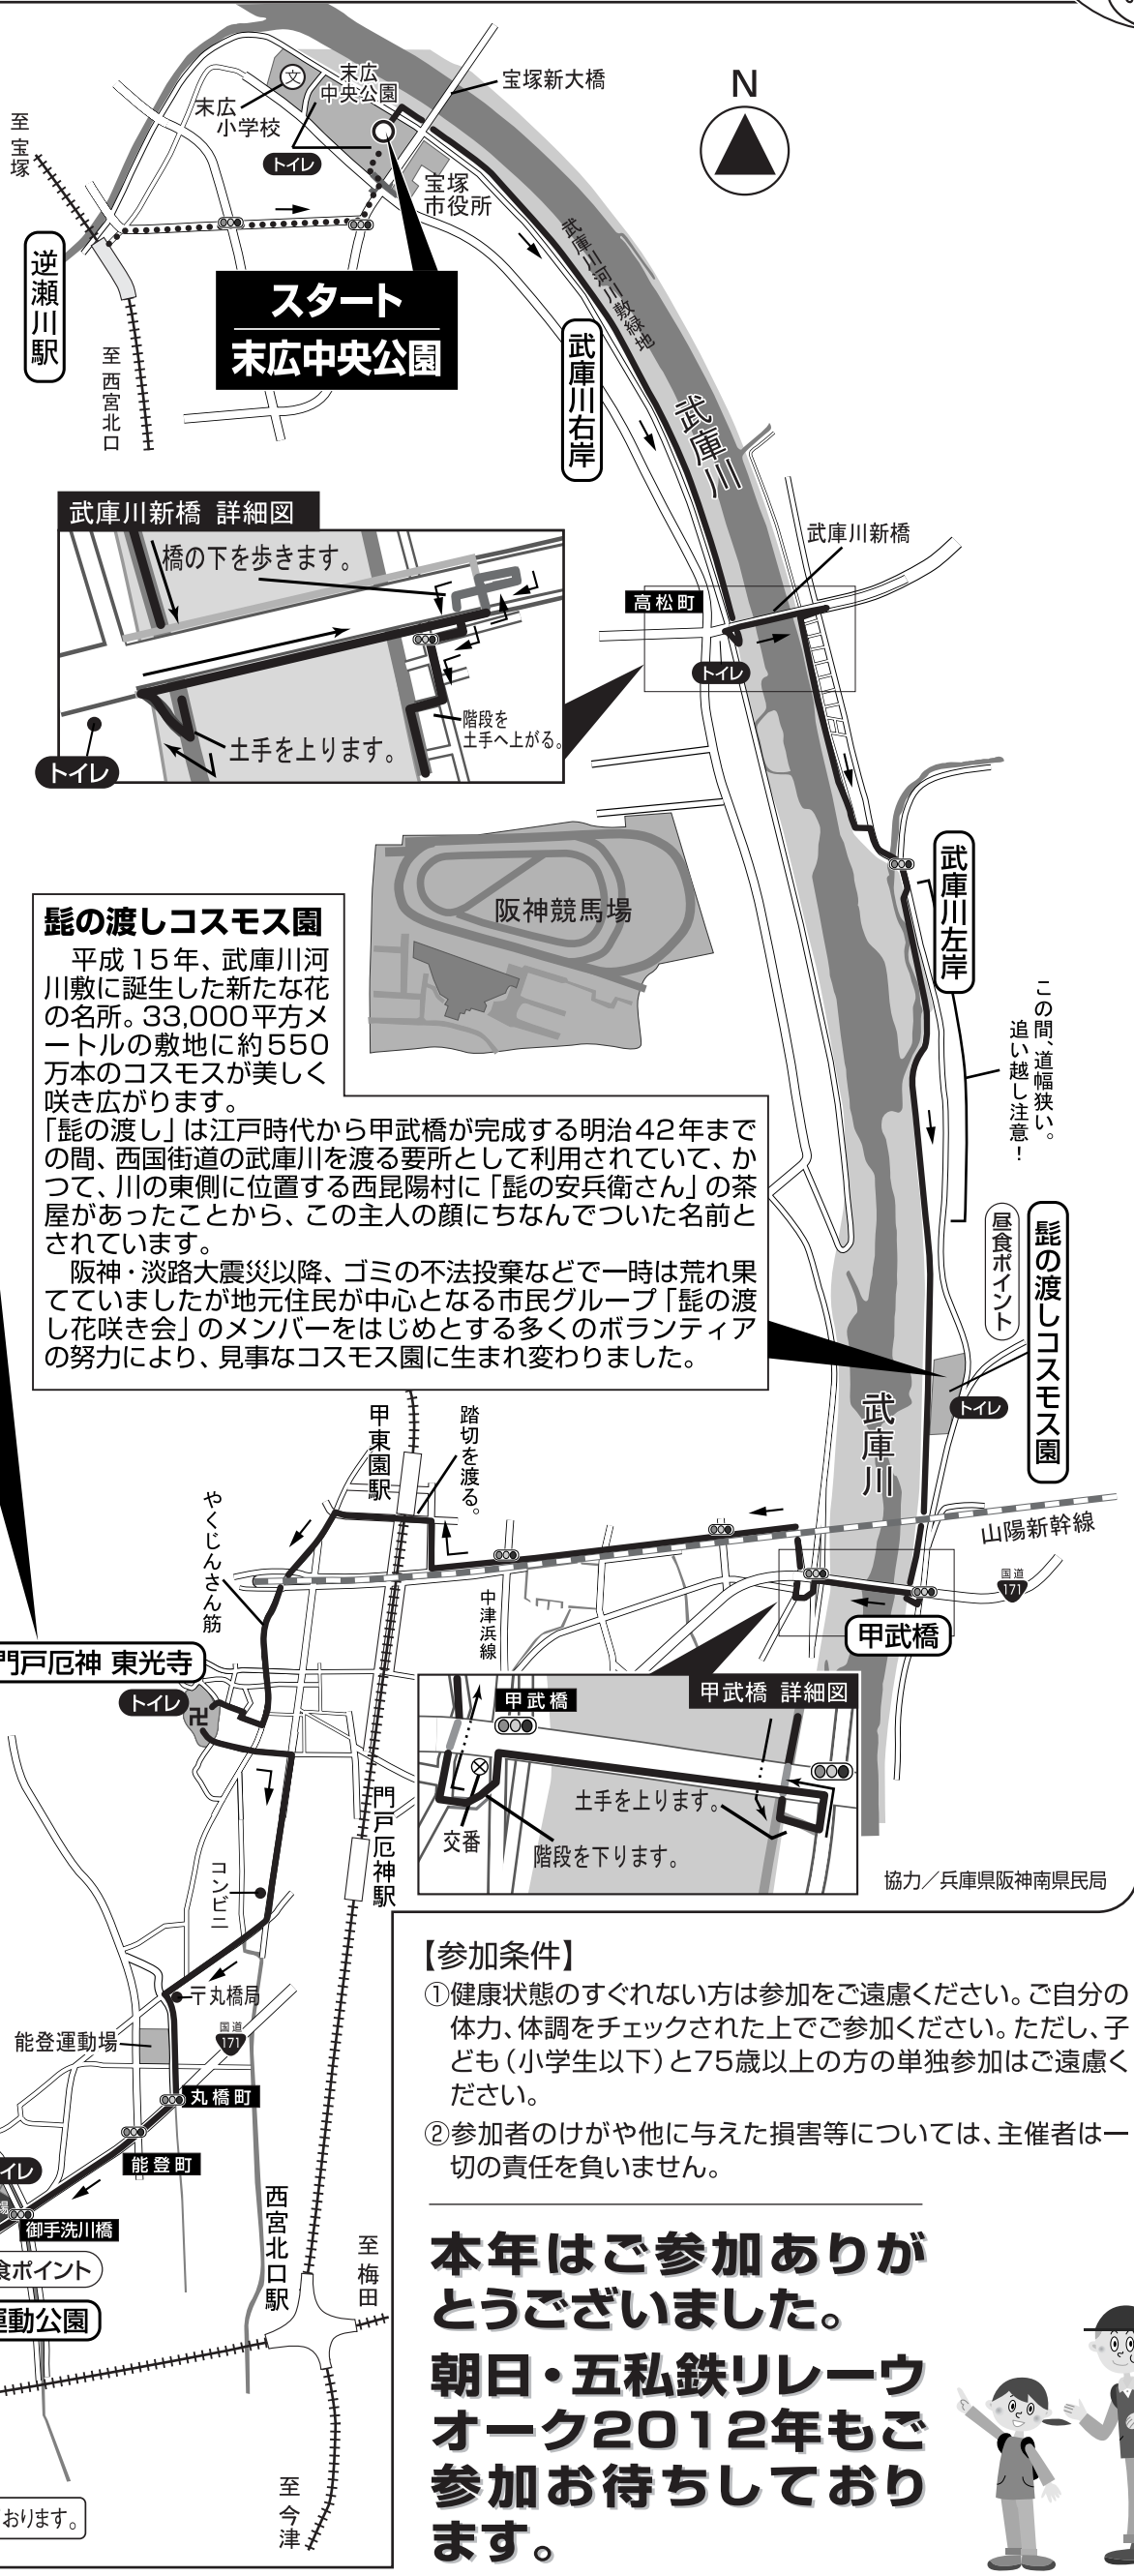 N
宝塚新大橋
末広
中央公園
末広
小学校
文
トイレ
至
宝塚
宝塚
市役所
逆瀬川駅
至
西宮北口
スタート
末広中央公園
武庫川河川敷緑地
武庫川右岸
武庫川
武庫川新橋 詳細図
橋の下を歩きます。
階段を
土手へ上がる。
土手を上ります。
トイレ
武庫川新橋
高松町
トイレ
阪神競馬場
武庫川左岸
この間、道幅狭い。
追い越し注意!
髭の渡しコスモス園
平成15年、武庫川河
川敷に誕生した新たな花
の名所。33,000平方メ
ートルの敷地に約550
万本のコスモスが美しく
咲き広がります。
「髭の渡し」は江戸時代から甲武橋が完成する明治42年まで
の間、西国街道の武庫川を渡る要所として利用されていて、か
つて、川の東側に位置する西昆陽村に「髭の安兵衛さん」の茶
屋があったことから、この主人の顔にちなんでついた名前と
されています。
阪神・淡路大震災以降、ゴミの不法投棄などで一時は荒れ果
てていましたが地元住民が中心となる市民グループ「髭の渡
し花咲き会」のメンバーをはじめとする多くのボランティア
の努力により、見事なコスモス園に生まれ変わりました。
髭の渡しコスモス園
昼食ポイント
トイレ
武庫川
甲東園駅
踏切を渡る。
やくじんさん筋
中津浜線
山陽新幹線
国道
171
甲武橋
門戸厄神 東光寺
トイレ
卍
甲武橋 詳細図
甲武橋
土手を上ります。
交番
階段を下ります。
門戸厄神駅
コンビニ
協力/兵庫県阪神南県民局
〒丸橋局
国道
171
能登運動場
丸橋町
能登町
イレ
御手洗川橋
食ポイント
運動公園
西宮北口駅
至
梅田
至
今津
おります。
【参加条件】
①健康状態のすぐれない方は参加をご遠慮ください。ご自分の
体力、体調をチェックされた上でご参加ください。ただし、子
ども(小学生以下)と75歳以上の方の単独参加はご遠慮く
ださい。
②参加者のけがや他に与えた損害等については、主催者は一
切の責任を負いません。
本年はご参加ありが
とうございました。
朝日・五私鉄リレーウ
オーク2012年もご
参加お待ちしており
ます。